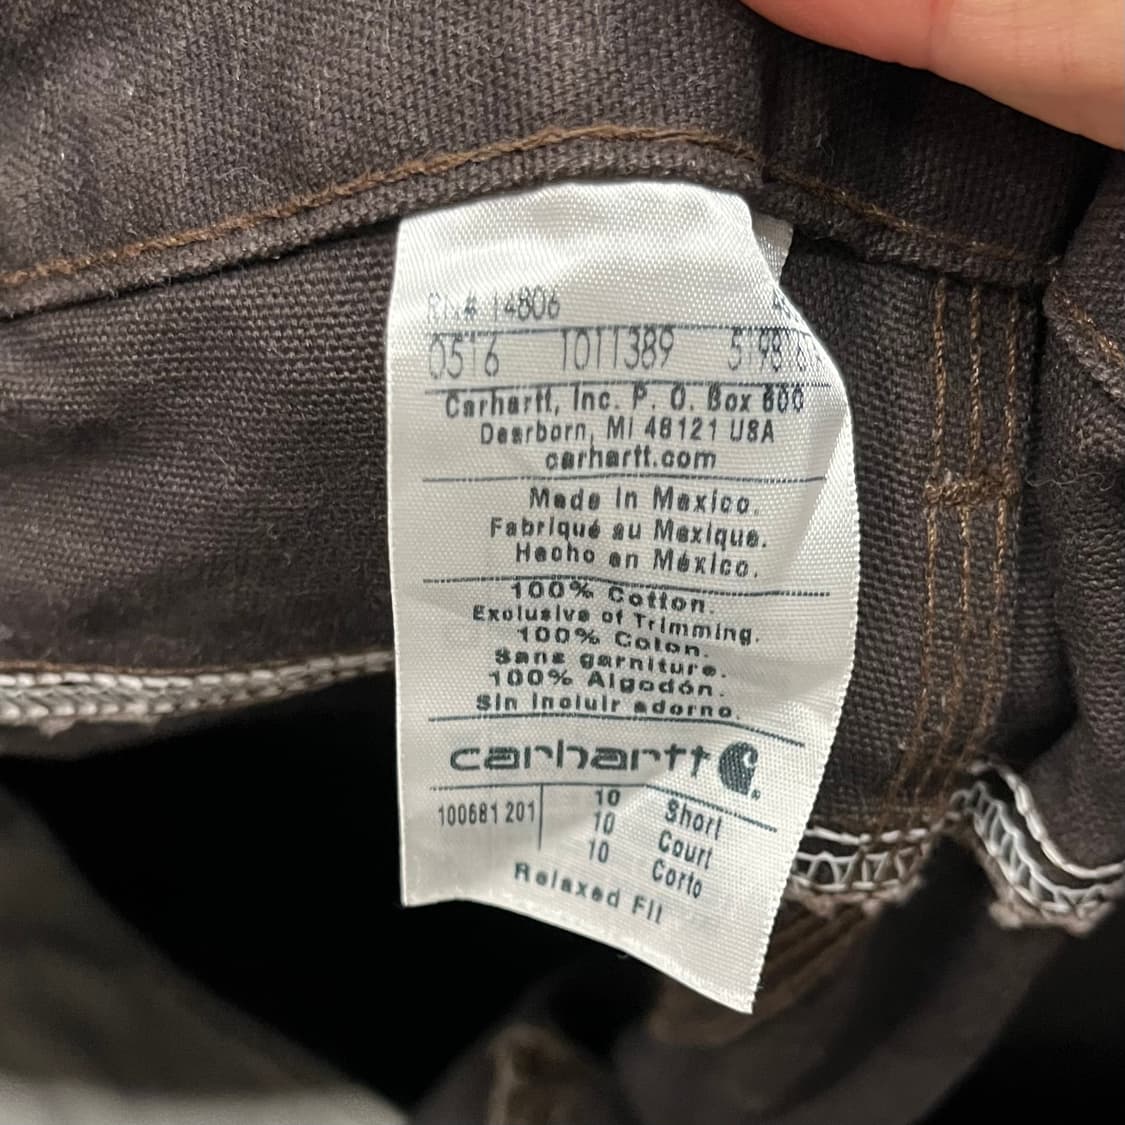 RN# 14806
0516 1011389 5198
Carhartt, Inc. P. O. Box 600
Dearborn, MI 48121 USA
carhartt.com
Made in Mexico.
Fabriqué au Mexique.
Hecho en México.
100% Cotton.
Exclusive of Trimming.
100% Coton.
Sans garniture.
100% Algodón.
Sin incluir adorno.
carhartt
100681 201 10 Short
10 Court
10 Corto
Relaxed Fit